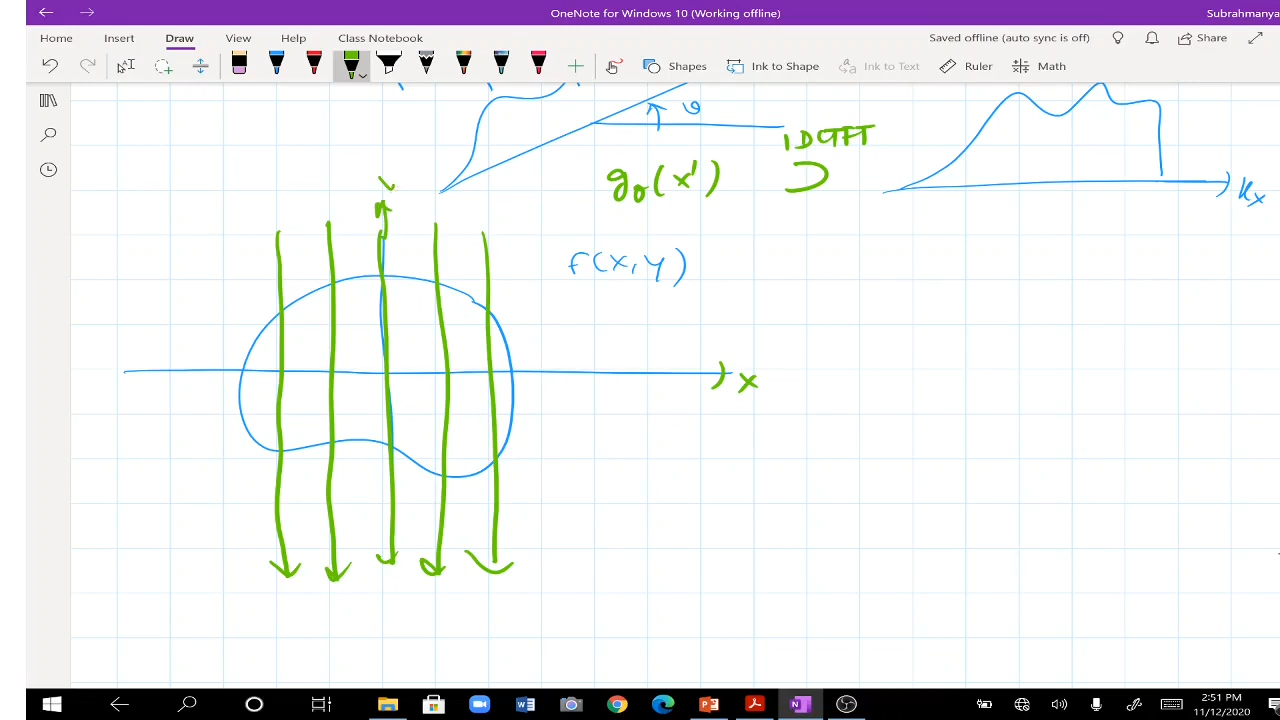 OneNote for Windows 10 (Working offline)
Subrahmanya
Home Insert Draw View Help Class Notebook
Saved offline (auto sync is off) Share
Ink to Text Shapes Ink to Shape Ruler Math
1D CTFT
g₀(x')
kx
f(x,y)
x
2:51 PM
11/12/2020